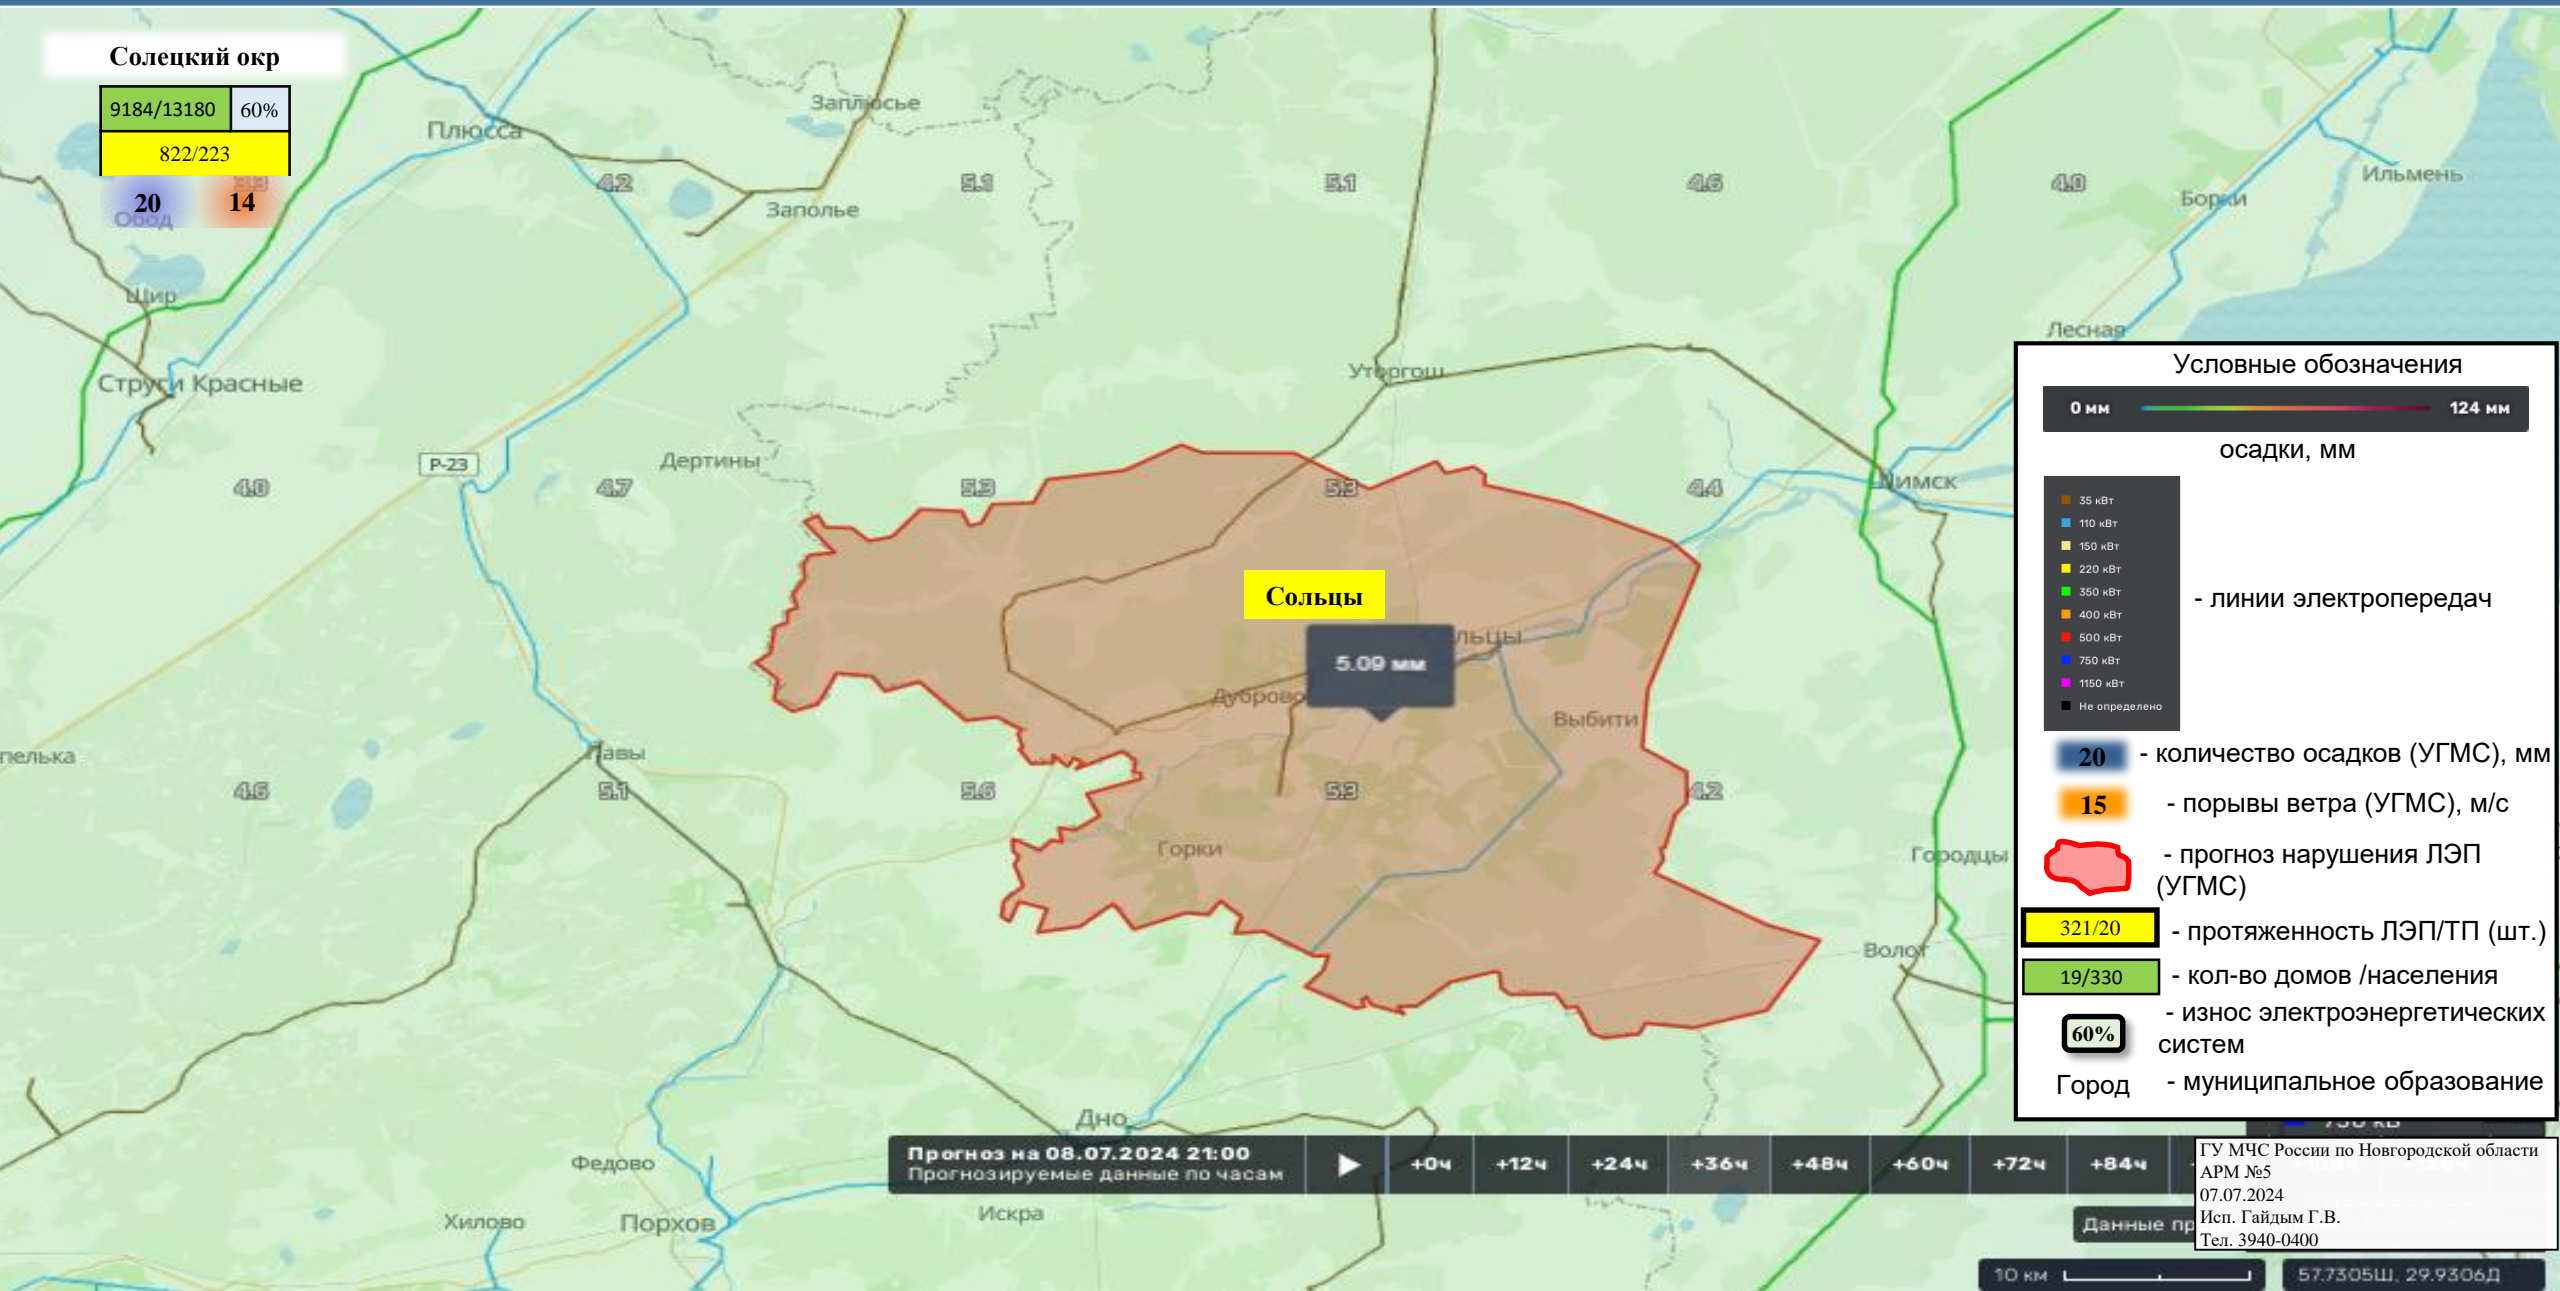 Солецкий окр
9184/13180 60%
822/223
20 14
3.3
Обод
Плюсса
Заплюсье
4.2
5.1
5.1
4.6
4.0
Ильмень
Борки
Заполье
Щир
Лесная
Струги Красные
Уторгош
Р-23
Дертины
Шимск
4.0
4.7
5.3
5.3
4.4
Сольцы
5.09 мм
Дуброво
Выбити
Павы
4.6
5.1
5.6
5.3
4.2
Горки
Городцы
Волот
Дно
Федово
Хилово
Порхов
Искра
Условные обозначения
0 мм 124 мм
осадки, мм
35 кВт
110 кВт
150 кВт
220 кВт
350 кВт
400 кВт
500 кВт
750 кВт
1150 кВт
Не определено
- линии электропередач
20 - количество осадков (УГМС), мм
15 - порывы ветра (УГМС), м/с
- прогноз нарушения ЛЭП
(УГМС)
321/20 - протяженность ЛЭП/ТП (шт.)
19/330 - кол-во домов /населения
60% - износ электроэнергетических
систем
Город - муниципальное образование
Прогноз на 08.07.2024 21:00
Прогнозируемые данные по часам
+0ч +12ч +24ч +36ч +48ч +60ч +72ч +84ч
ГУ МЧС России по Новгородской области
АРМ №5
07.07.2024
Исп. Гайдым Г.В.
Тел. 3940-0400
Данные
10 км
57.7305Ш, 29.9306Д